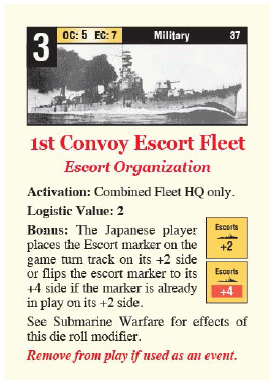 3
OC: 5 EC: 7 Military 37
1st Convoy Escort Fleet
Escort Organization
Activation: Combined Fleet HQ only.
Logistic Value: 2
Bonus: The Japanese player
places the Escort marker on the
game turn track on its +2 side
or flips the escort marker to its
+4 side if the marker is already
in play on its +2 side.
Escorts
+2
Escorts
+4
See Submarine Warfare for effects of
this die roll modifier.
Remove from play if used as an event.